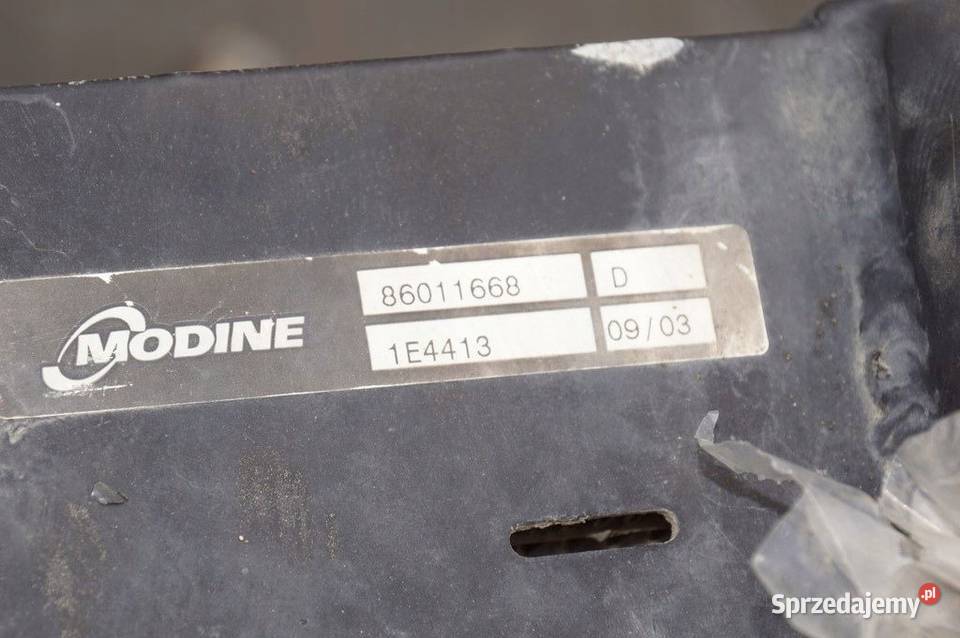 MODINE
86011668 D
1E4413 09/03
Sprzedajemy.pl